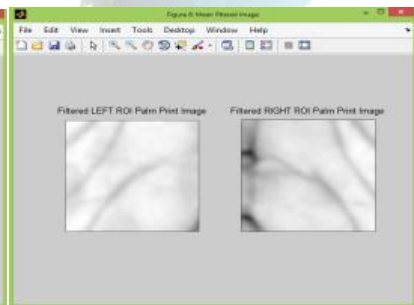 Figure 6: Mean Filtered Image
File Edit View Insert Tools Desktop Window Help
Filtered LEFT ROI Palm Print Image Filtered RIGHT ROI Palm Print Image